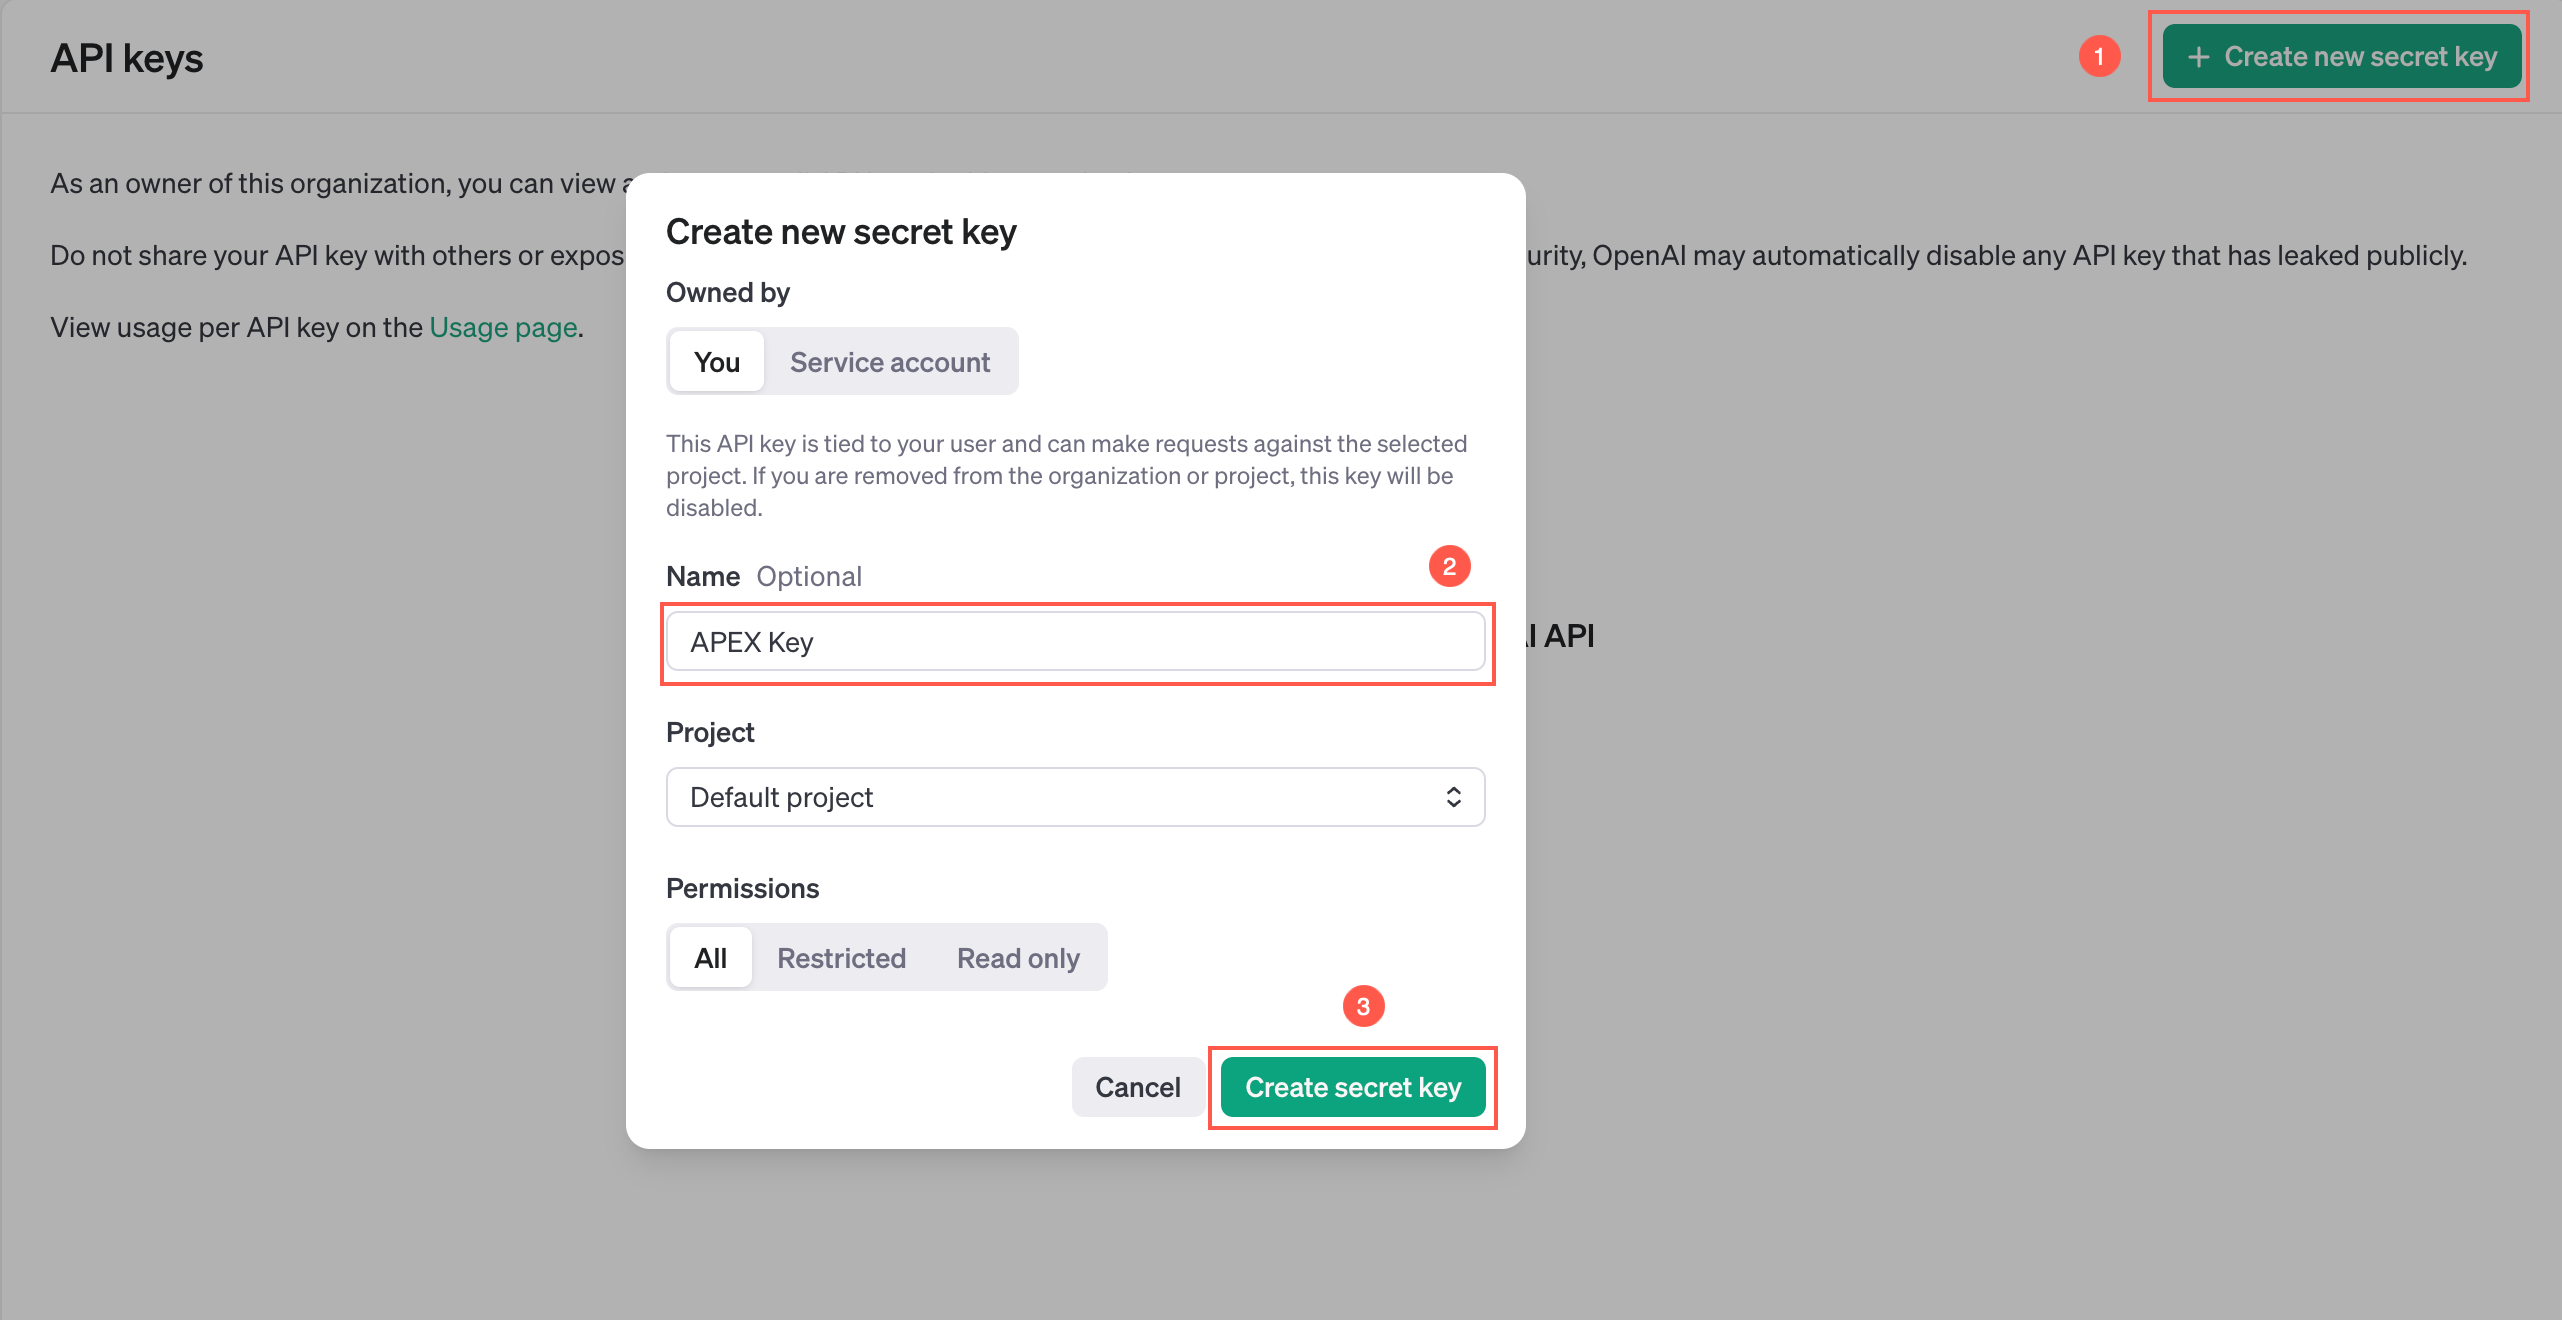 API keys
1
+ Create new secret key
As an owner of this organization, you can view
Do not share your API key with others or expos
urity, OpenAI may automatically disable any API key that has leaked publicly.
View usage per API key on the Usage page.
Create new secret key
Owned by
You
Service account
This API key is tied to your user and can make requests against the selected
project. If you are removed from the organization or project, this key will be
disabled.
Name Optional
2
APEX Key
I API
Project
Default project
Permissions
All
Restricted
Read only
3
Cancel
Create secret key